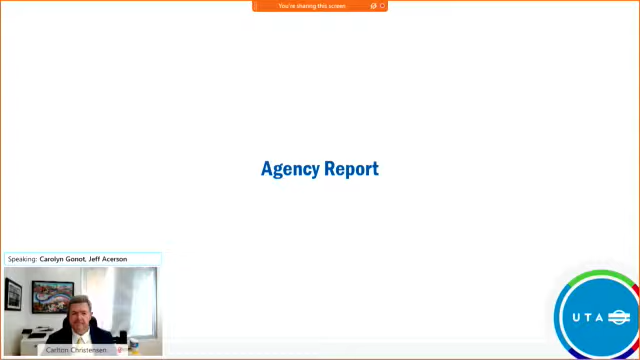 You're sharing this screen
Agency Report
Speaking: Carolyn Gonot, Jeff Acerson
Carlton Christensen
UTA